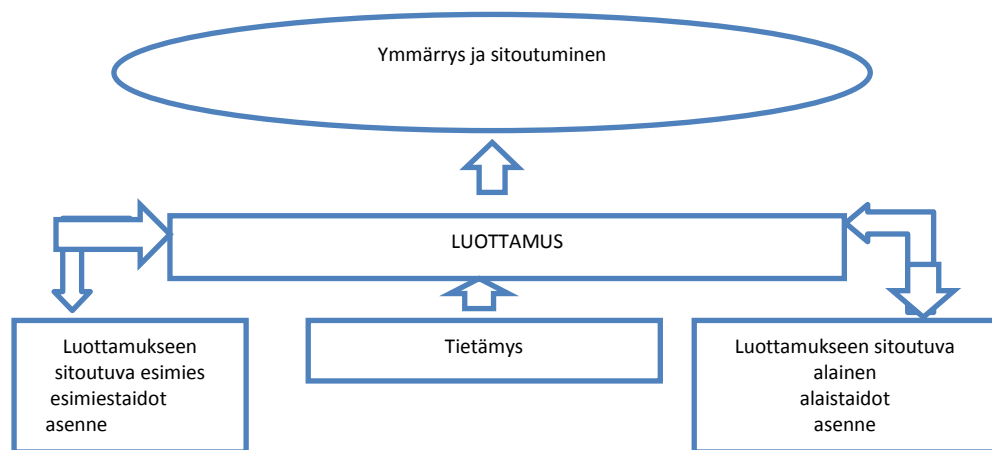 Ymmärrys ja sitoutuminen
LUOTTAMUS
Luottamukseen
sitoutuva esimies
esimiestaidot
asenne
Tietämys
Luottamukseen sitoutuva
alainen
alaistaidot
asenne